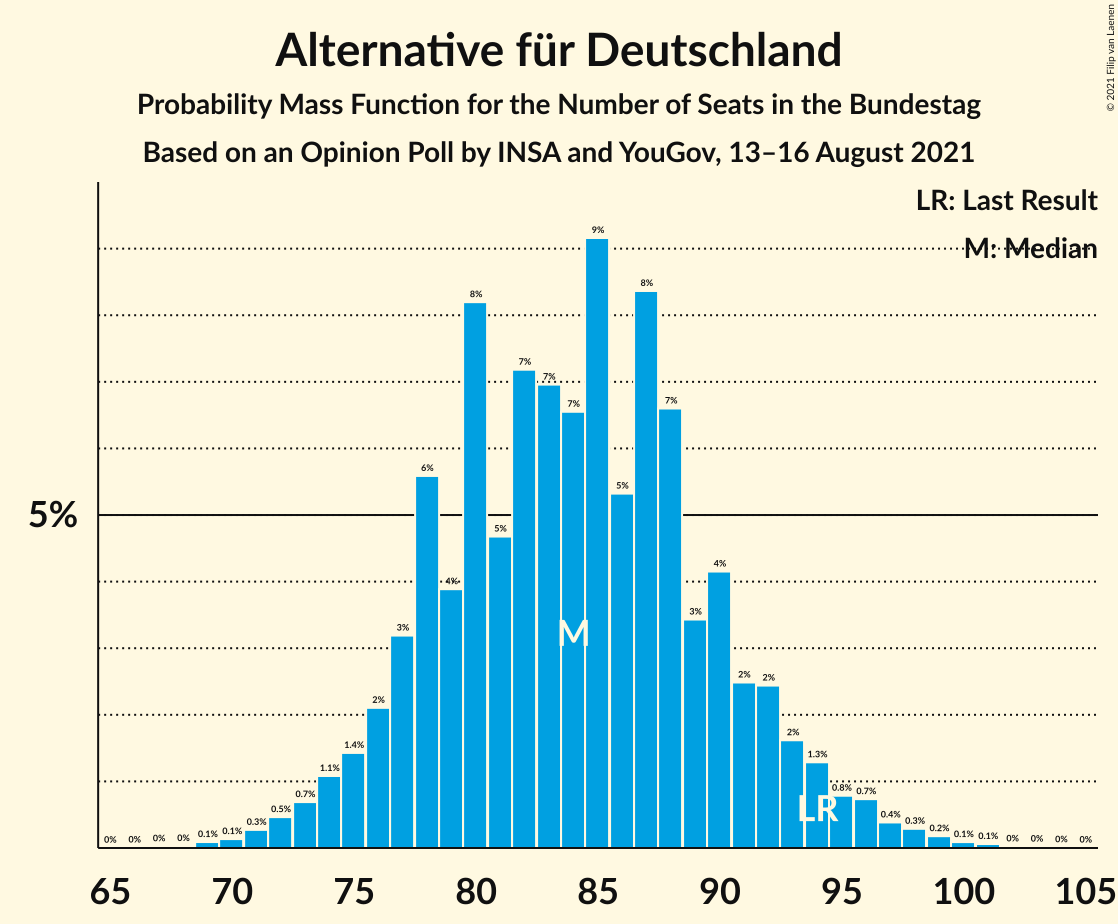 Alternative für Deutschland
Probability Mass Function for the Number of Seats in the Bundestag
Based on an Opinion Poll by INSA and YouGov, 13–16 August 2021
© 2021 Filip van Laenen
LR: Last Result
M: Median
5%
0% 0% 0% 0% 0.1% 0.1% 0.3% 0.5% 0.7% 1.1% 1.4% 2% 3% 6% 4% 8% 5% 7% 7% 7% 9% 5% 8% 7% 3% 4% 2% 2% 2% 1.3% 0.8% 0.7% 0.4% 0.3% 0.2% 0.1% 0.1% 0% 0% 0% 0%
M
LR
65 70 75 80 85 90 95 100 105